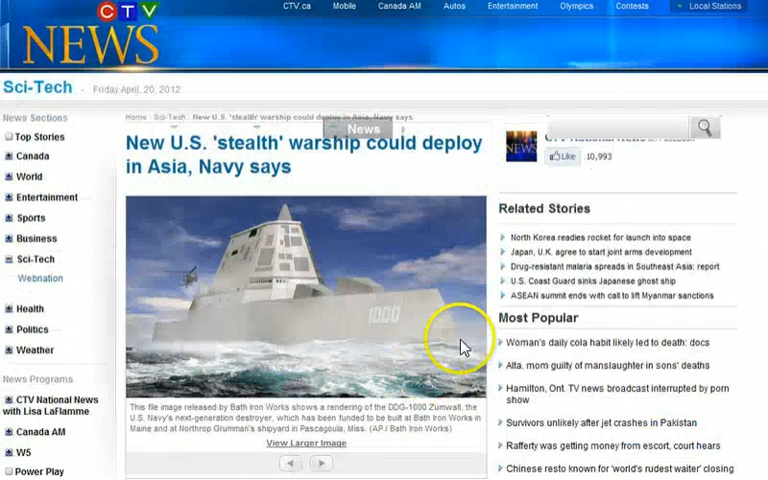 CTV
NEWS
CTV.ca Mobile Canada AM Autos Entertainment Olympics Contests Local Stations
Sci-Tech - Friday April. 20, 2012
News Sections
Top Stories
Canada
World
Entertainment
Sports
Business
Sci-Tech
Webnation
Health
Politics
Weather
News Programs
CTV National News
with Lisa LaFlamme
Canada AM
W5
Power Play
Home Sci-Tech New U.S. 'stealth' warship could deploy in Asia, Navy says
News
New U.S. 'stealth' warship could deploy
in Asia, Navy says
1000
This file image released by Bath Iron Works shows a rendering of the DDG-1000 Zumwalt, the
U.S. Navy's next-generation destroyer, which has been funded to be built at Bath Iron Works in
Maine and at Northrop Grumman's shipyard in Pascagoula, Miss. (AP / Bath Iron Works)
View Larger Image
NEWS
Like 10,993
Related Stories
North Korea readies rocket for launch into space
Japan, U.K. agree to start joint arms development
Drug-resistant malaria spreads in Southeast Asia: report
U.S. Coast Guard sinks Japanese ghost ship
ASEAN summit ends with call to lift Myanmar sanctions
Most Popular
Woman's daily cola habit likely led to death: docs
Alta. mom guilty of manslaughter in sons' deaths
Hamilton, Ont. TV news broadcast interrupted by porn
show
Survivors unlikely after jet crashes in Pakistan
Rafferty was getting money from escort, court hears
Chinese resto known for 'world's rudest waiter' closing